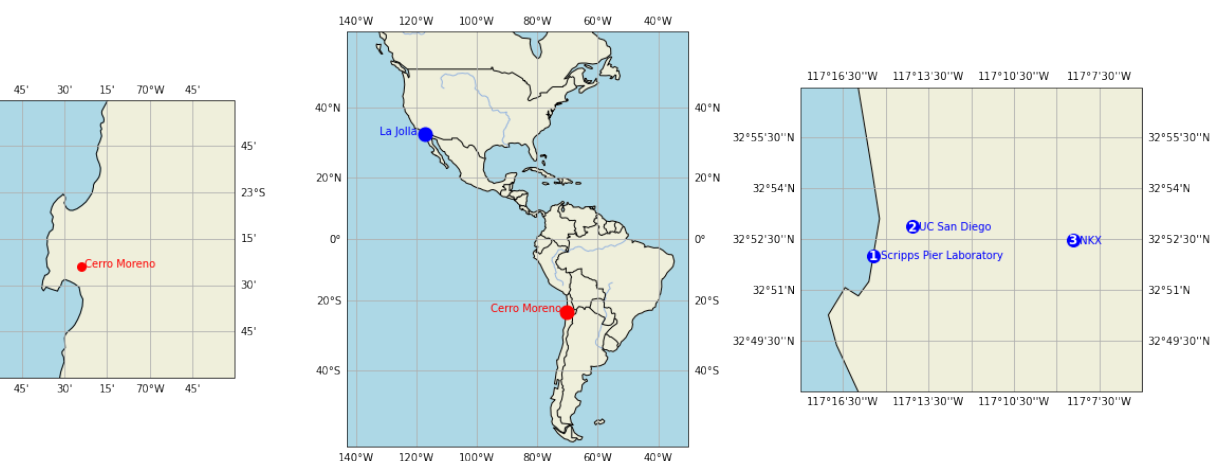 45' 30' 15' 70°W 45'
45'
23°S
15'
30'
45'
Cerro Moreno
45' 30' 15' 70°W 45'
140°W 120°W 100°W 80°W 60°W 40°W
40°N 40°N
La Jolla
20°N 20°N
0° 0°
20°S 20°S
Cerro Moreno
40°S 40°S
140°W 120°W 100°W 80°W 60°W 40°W
117°16'30''W 117°13'30''W 117°10'30''W 117°7'30''W
32°55'30''N 32°55'30''N
32°54'N 32°54'N
2 UC San Diego
32°52'30''N 3 NKX 32°52'30''N
1 Scripps Pier Laboratory
32°51'N 32°51'N
32°49'30''N 32°49'30''N
117°16'30''W 117°13'30''W 117°10'30''W 117°7'30''W